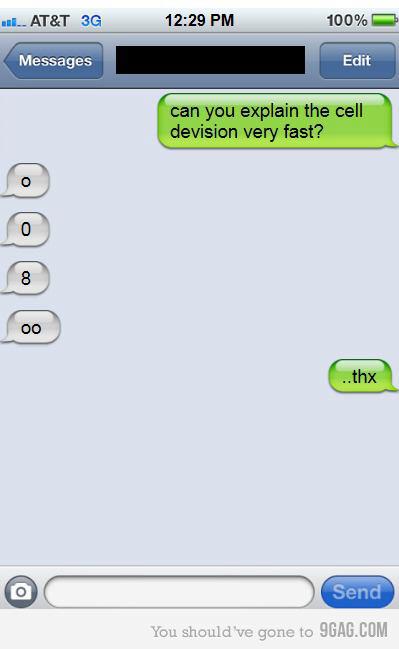 AT&T 3G 12:29 PM 100%
Messages Edit
can you explain the cell
devision very fast?
o
0
8
oo
..thx
Send
You should've gone to 9GAG.COM